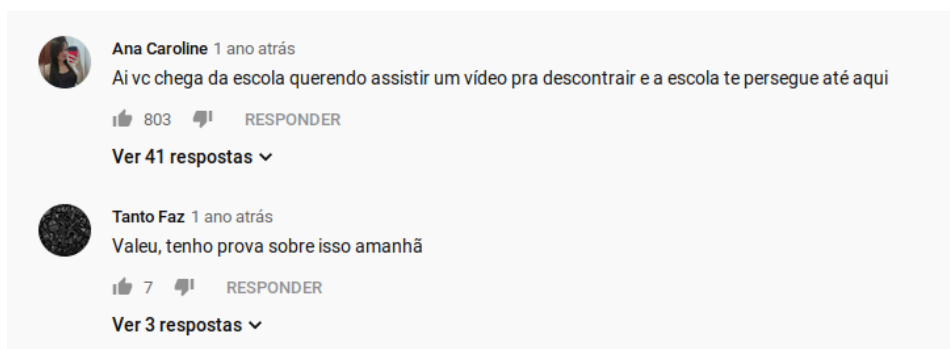 Ana Caroline 1 ano atrás
Ai vc chega da escola querendo assistir um vídeo pra descontrair e a escola te persegue até aqui
803 RESPONDER
Ver 41 respostas
Tanto Faz 1 ano atrás
Valeu, tenho prova sobre isso amanhã
7 RESPONDER
Ver 3 respostas